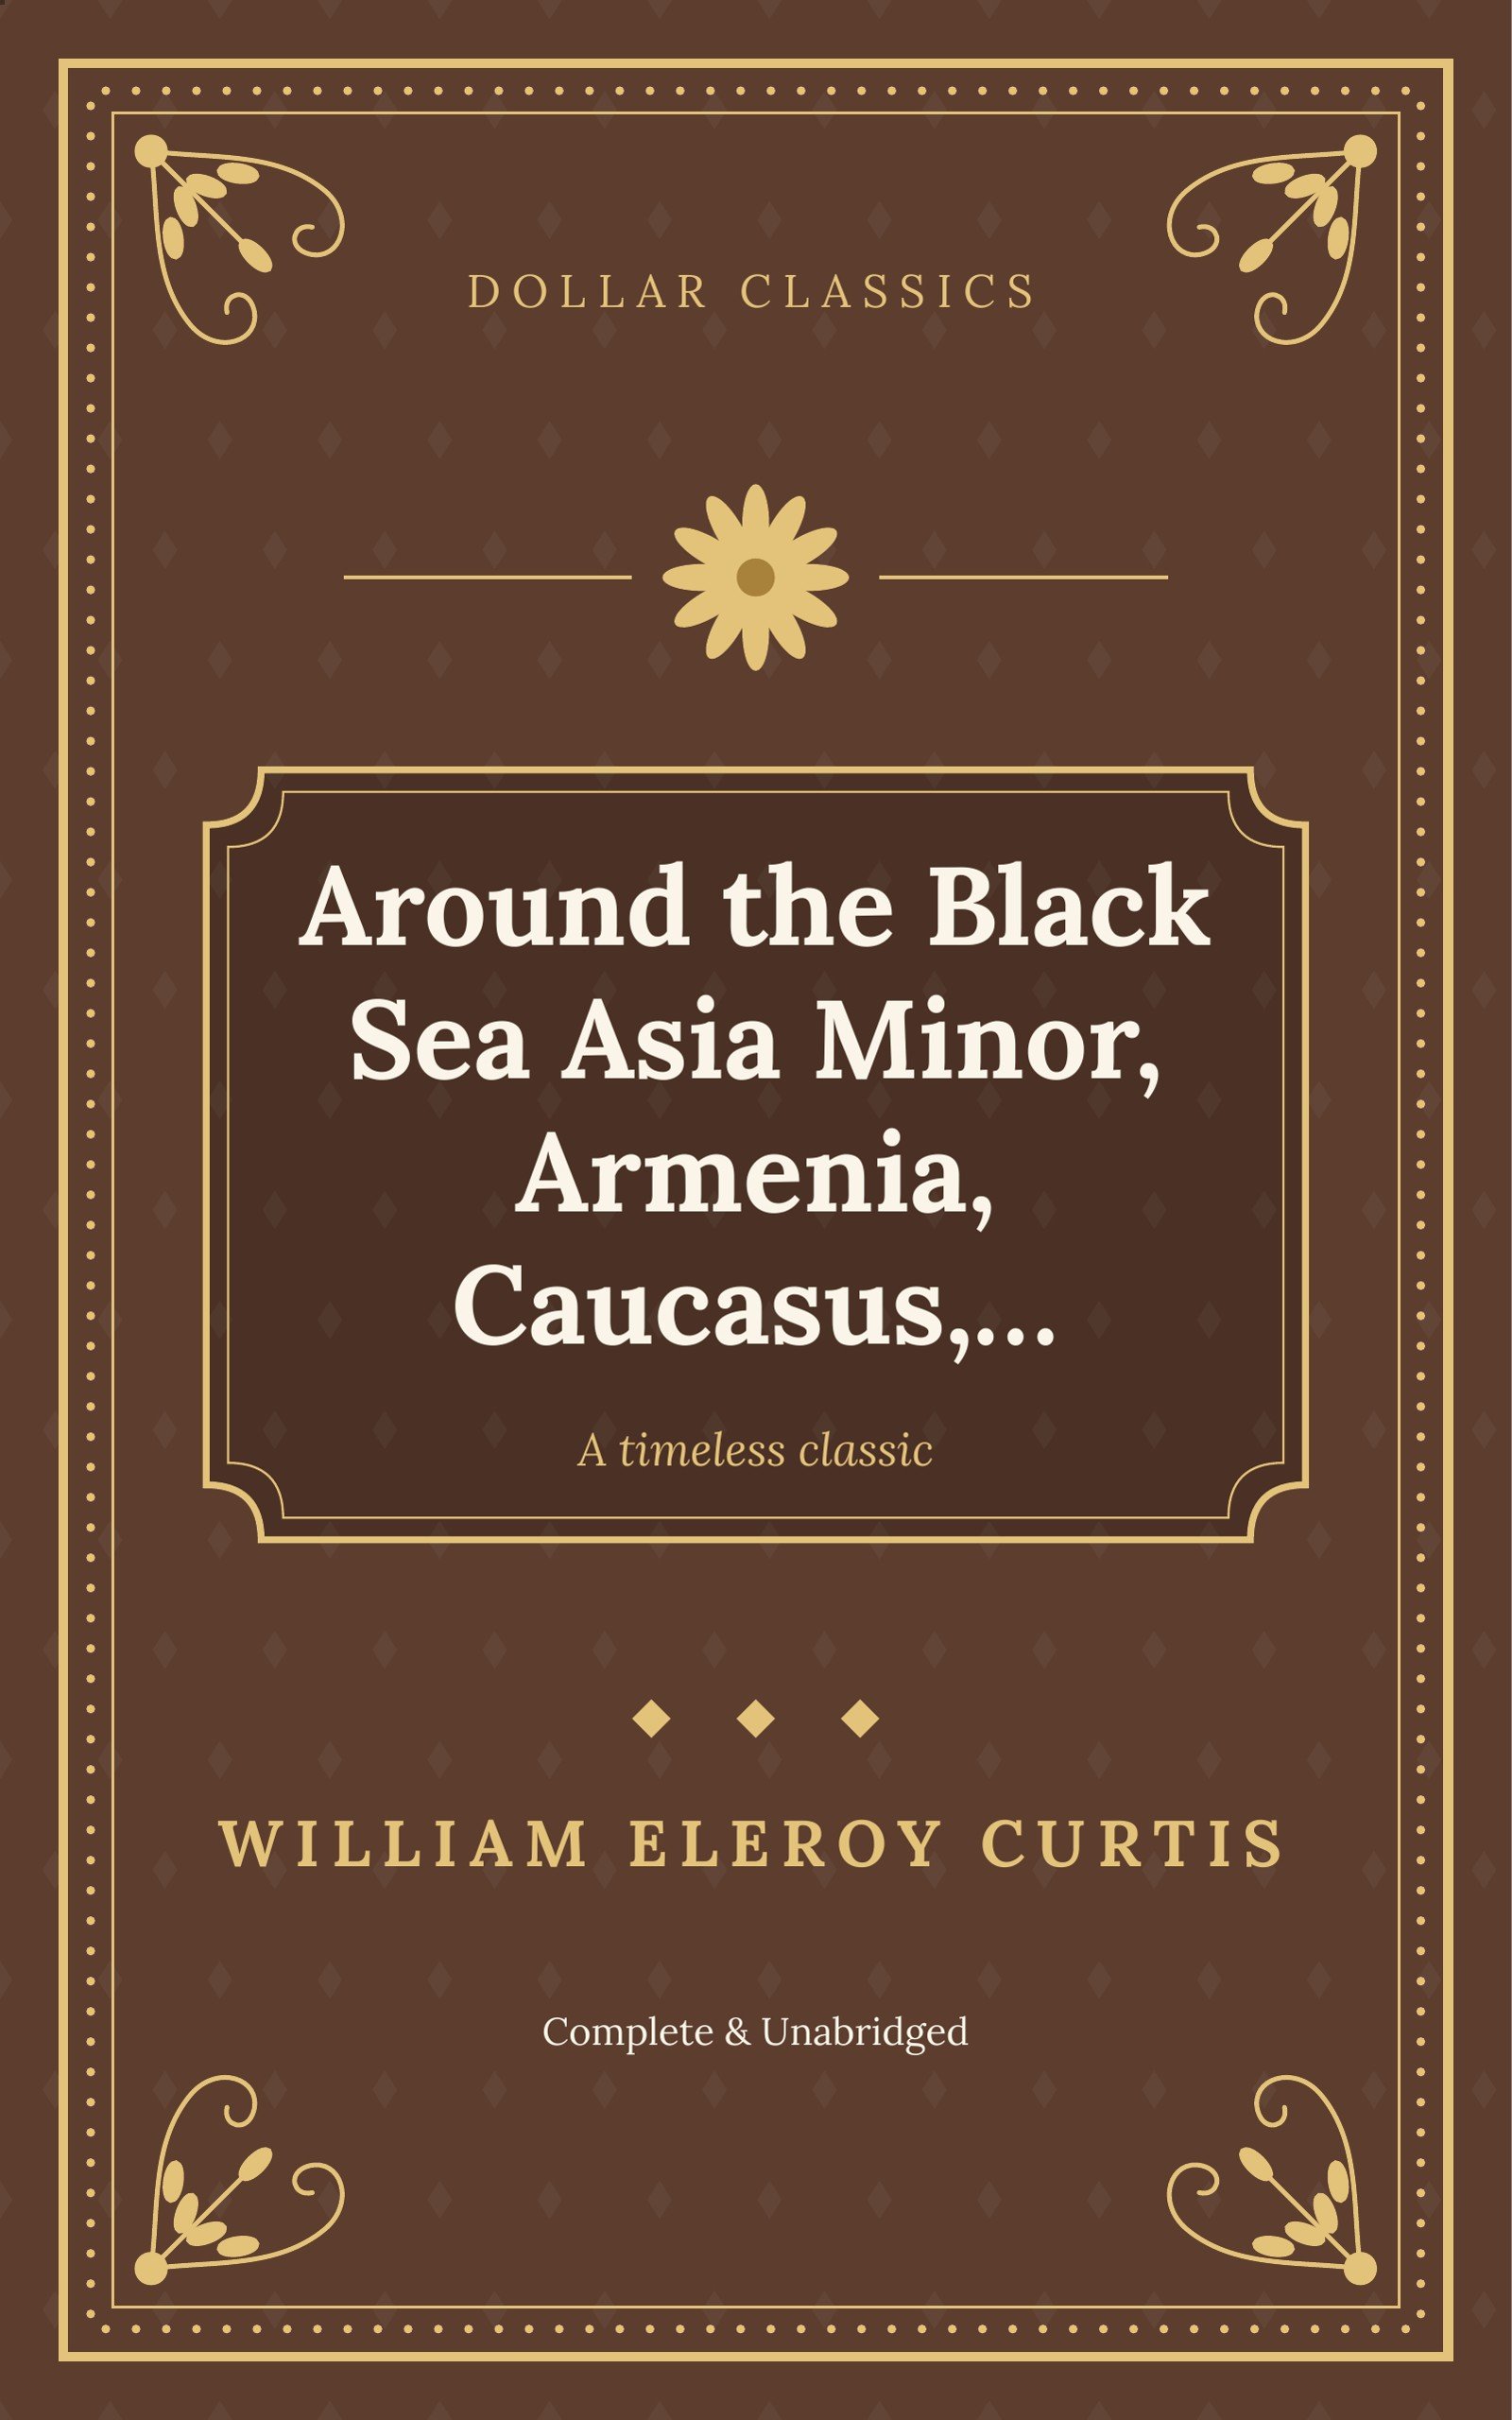 DOLLAR CLASSICS
Around the Black
Sea Asia Minor,
Armenia,
Caucasus,...
A timeless classic
WILLIAM ELEROY CURTIS
Complete & Unabridged